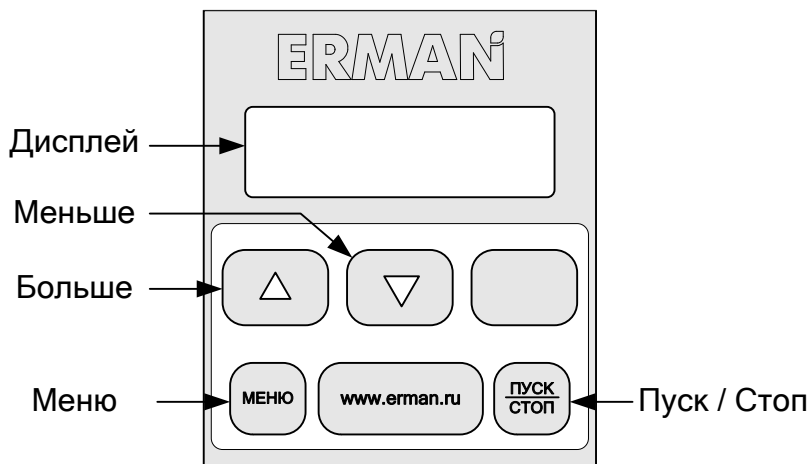 ERMAN
Дисплей
Меньше
Больше
Меню
МЕНЮ
www.erman.ru
ПУСК
СТОП
Пуск / Стоп